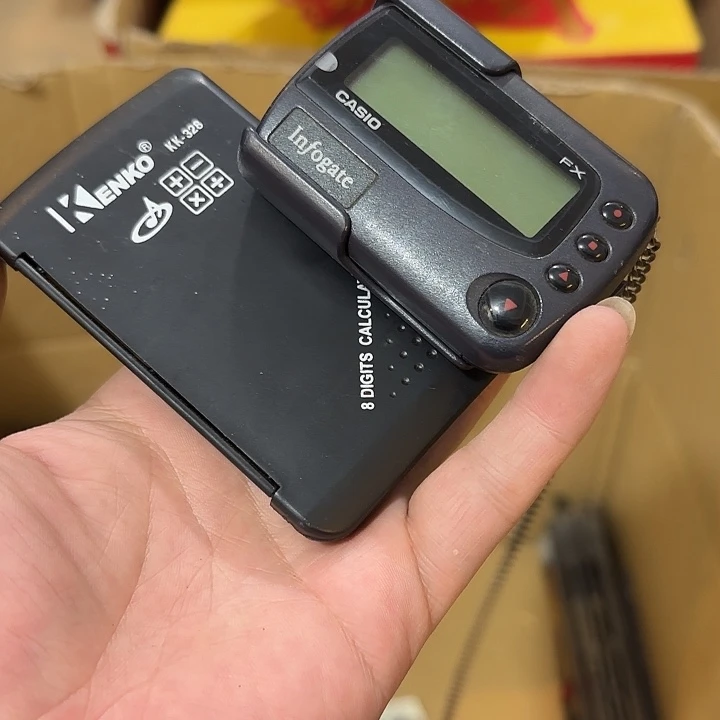 KENKO®
KK-328
8 DIGITS CALCULA
CASIO
FX
Infogate